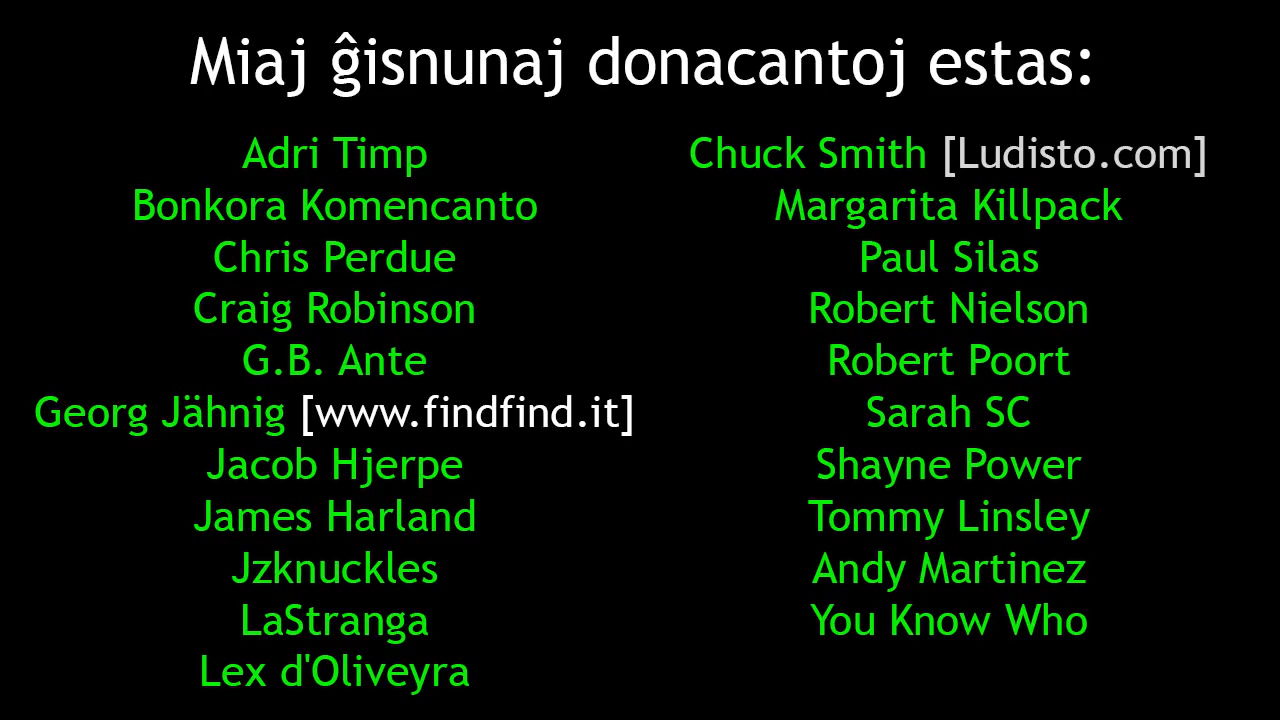 Miaj ĝisnunaj donacantoj estas:
Adri Timp
Bonkora Komencanto
Chris Perdue
Craig Robinson
G.B. Ante
Georg Jähnig [www.findfind.it]
Jacob Hjerpe
James Harland
Jzknuckles
LaStranga
Lex d'Oliveyra
Chuck Smith [Ludisto.com]
Margarita Killpack
Paul Silas
Robert Nielson
Robert Poort
Sarah SC
Shayne Power
Tommy Linsley
Andy Martinez
You Know Who